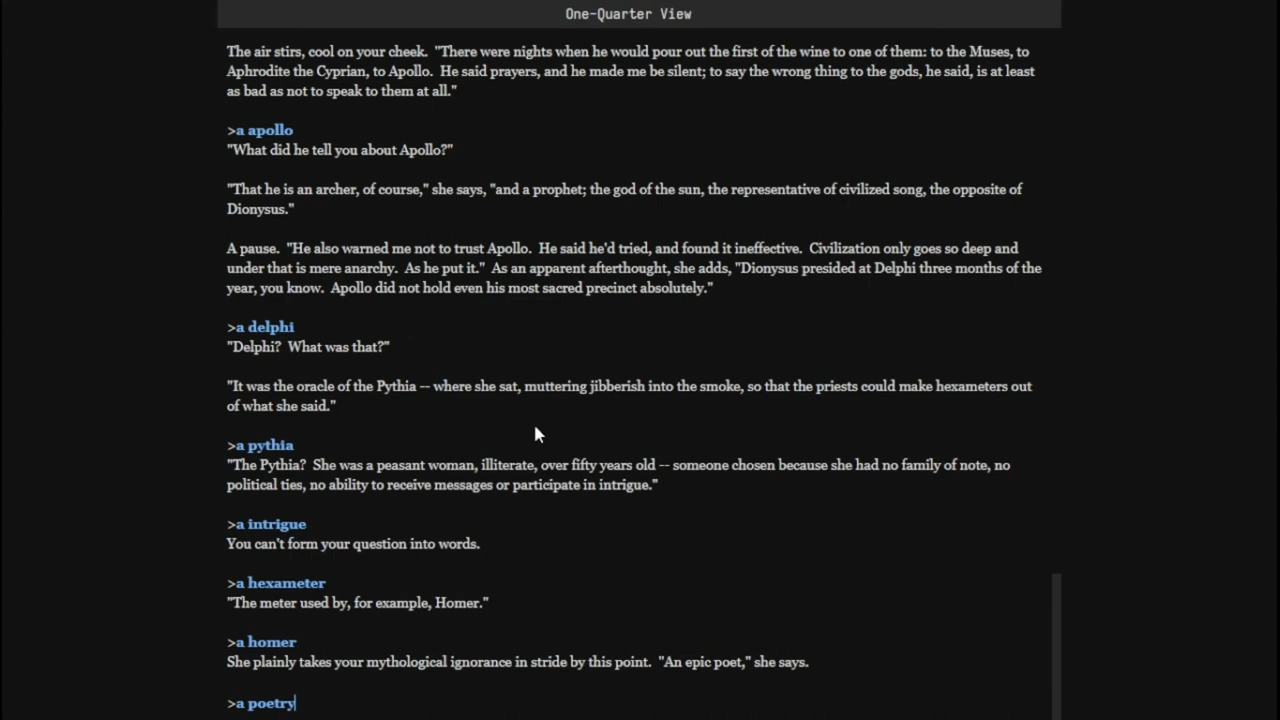 One-Quarter View
The air stirs, cool on your cheek.  "There were nights when he would pour out the first of the wine to one of them: to the Muses, to
Aphrodite the Cyprian, to Apollo.  He said prayers, and he made me be silent; to say the wrong thing to the gods, he said, is at least
as bad as not to speak to them at all."
>a apollo
"What did he tell you about Apollo?"
"That he is an archer, of course," she says, "and a prophet; the god of the sun, the representative of civilized song, the opposite of
Dionysus."
A pause.  "He also warned me not to trust Apollo.  He said he'd tried, and found it ineffective.  Civilization only goes so deep and
under that is mere anarchy.  As he put it."  As an apparent afterthought, she adds, "Dionysus presided at Delphi three months of the
year, you know.  Apollo did not hold even his most sacred precinct absolutely."
>a delphi
"Delphi?  What was that?"
"It was the oracle of the Pythia -- where she sat, muttering jibberish into the smoke, so that the priests could make hexameters out
of what she said."
>a pythia
"The Pythia?  She was a peasant woman, illiterate, over fifty years old -- someone chosen because she had no family of note, no
political ties, no ability to receive messages or participate in intrigue."
>a intrigue
You can't form your question into words.
>a hexameter
"The meter used by, for example, Homer."
>a homer
She plainly takes your mythological ignorance in stride by this point.  "An epic poet," she says.
>a poetry